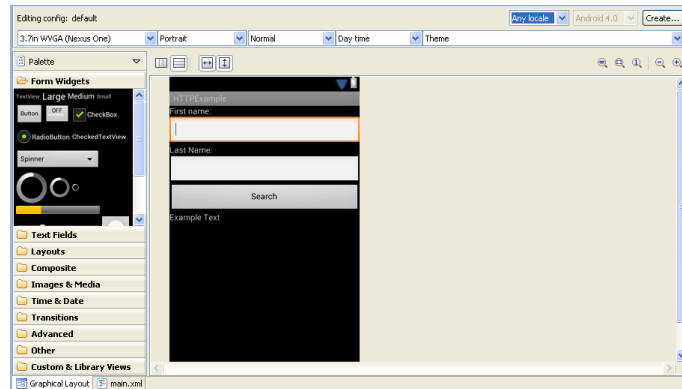 Editing config: default
Any locale
Android 4.0
Create...
3.7in WVGA (Nexus One)
Portrait
Normal
Day time
Theme
Palette
Form Widgets
TextView Large Medium Small
Button
OFF
CheckBox
RadioButton CheckedTextView
Spinner
Text Fields
Layouts
Composite
Images & Media
Time & Date
Transitions
Advanced
Other
Custom & Library Views
HTTPExample
First name:
Last Name:
Search
Example Text
Graphical Layout
main.xml